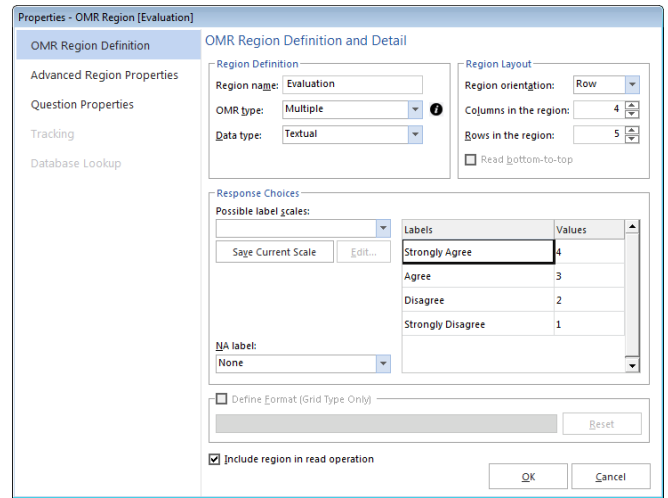 Properties - OMR Region [Evaluation]
OMR Region Definition
Advanced Region Properties
Question Properties
Tracking
Database Lookup
OMR Region Definition and Detail
Region Definition
Region name: Evaluation
OMR type: Multiple
Data type: Textual
Region Layout
Region orientation: Row
Columns in the region: 4
Rows in the region: 5
Read bottom-to-top
Response Choices
Possible label scales:
Save Current Scale Edit...
NA label:
None
Labels Values
Strongly Agree 4
Agree 3
Disagree 2
Strongly Disagree 1
Define Format (Grid Type Only)
Reset
Include region in read operation
OK Cancel